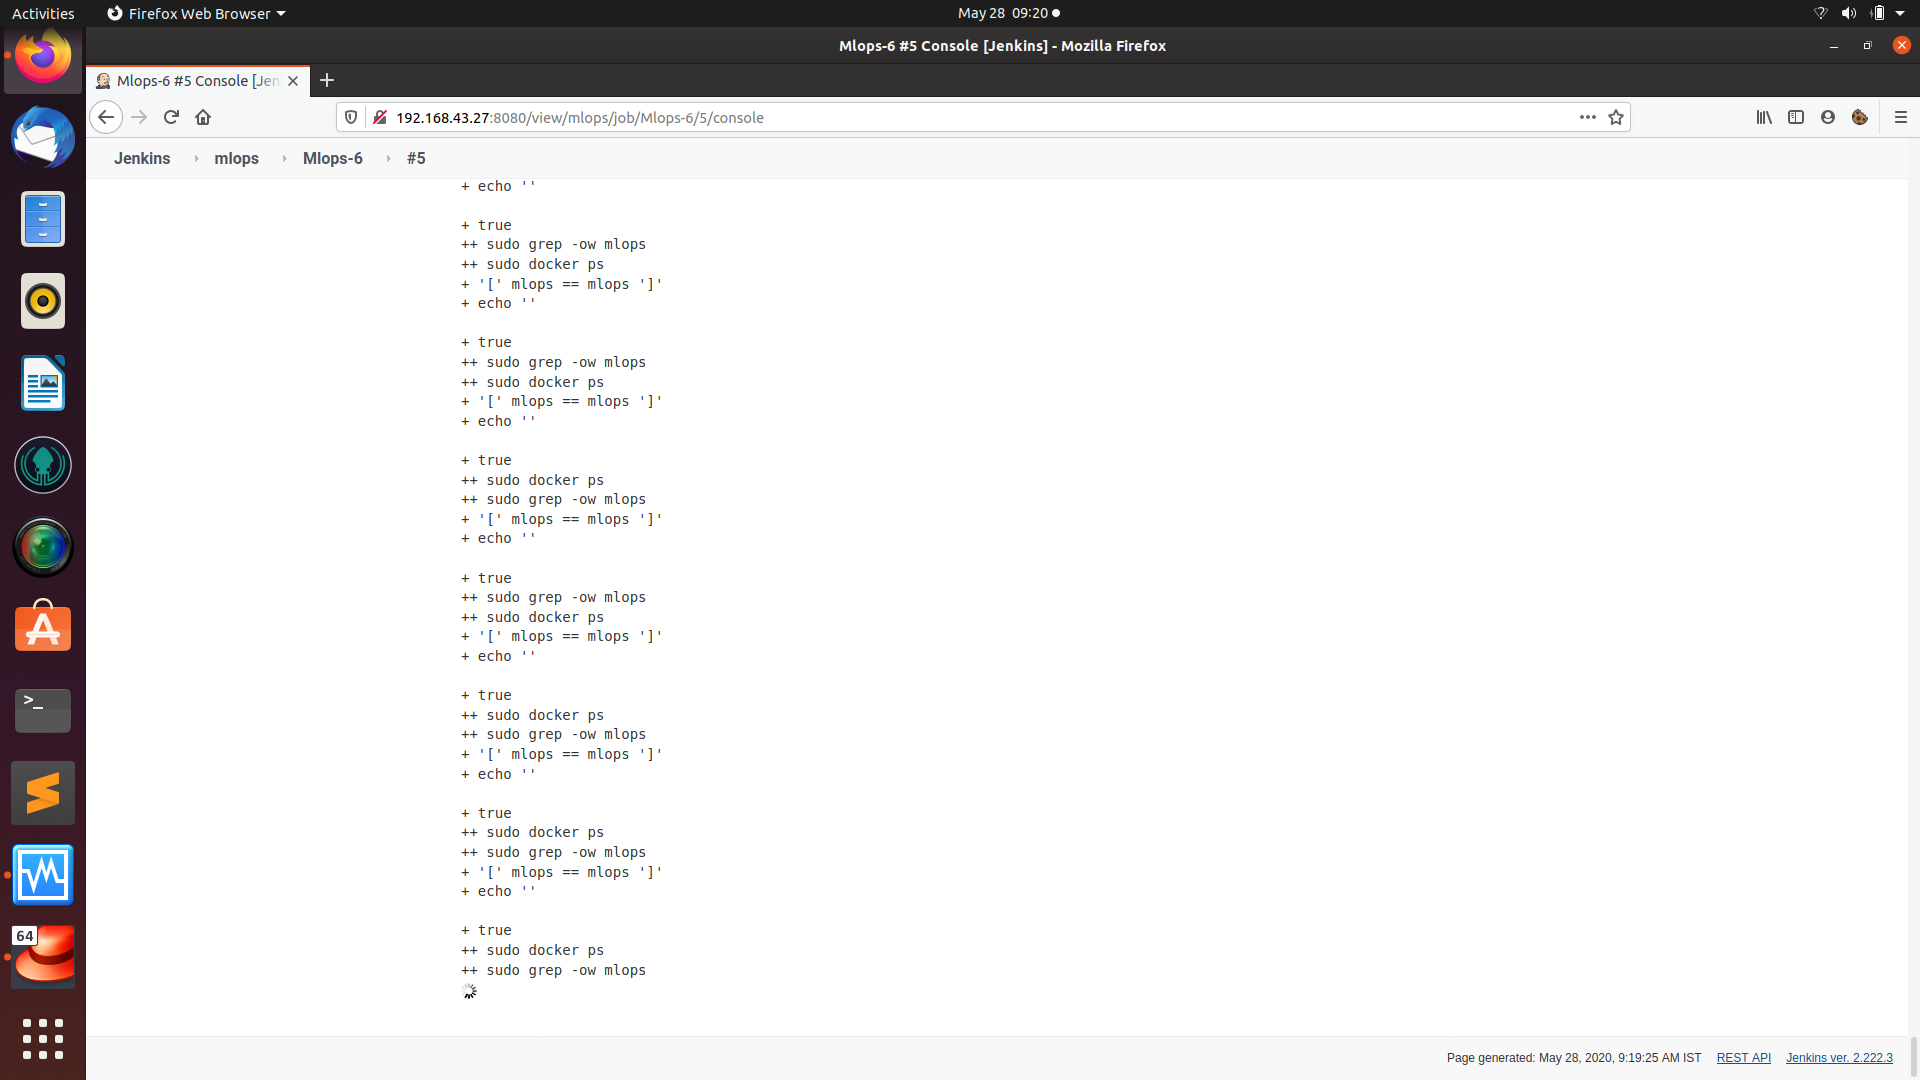 Activities
Firefox Web Browser
May 28 09:20
Mlops-6 #5 Console [Jenkins] - Mozilla Firefox
Mlops-6 #5 Console [Jen
192.168.43.27:8080/view/mlops/job/Mlops-6/5/console
Jenkins
mlops
Mlops-6
#5
+ echo ''
+ true
++ sudo grep -ow mlops
++ sudo docker ps
+ '[' mlops == mlops ']'
+ echo ''
+ true
++ sudo grep -ow mlops
++ sudo docker ps
+ '[' mlops == mlops ']'
+ echo ''
+ true
++ sudo docker ps
++ sudo grep -ow mlops
+ '[' mlops == mlops ']'
+ echo ''
+ true
++ sudo grep -ow mlops
++ sudo docker ps
+ '[' mlops == mlops ']'
+ echo ''
+ true
++ sudo docker ps
++ sudo grep -ow mlops
+ '[' mlops == mlops ']'
+ echo ''
+ true
++ sudo docker ps
++ sudo grep -ow mlops
+ '[' mlops == mlops ']'
+ echo ''
+ true
++ sudo docker ps
++ sudo grep -ow mlops
64
Page generated: May 28, 2020, 9:19:25 AM IST
REST API
Jenkins ver. 2.222.3